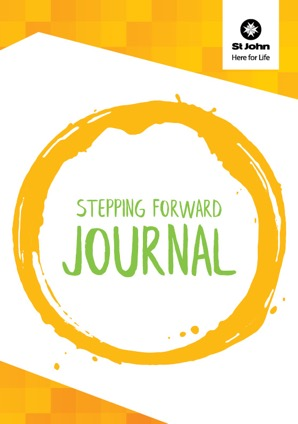 St John
Here for Life
STEPPING FORWARD
JOURNAL